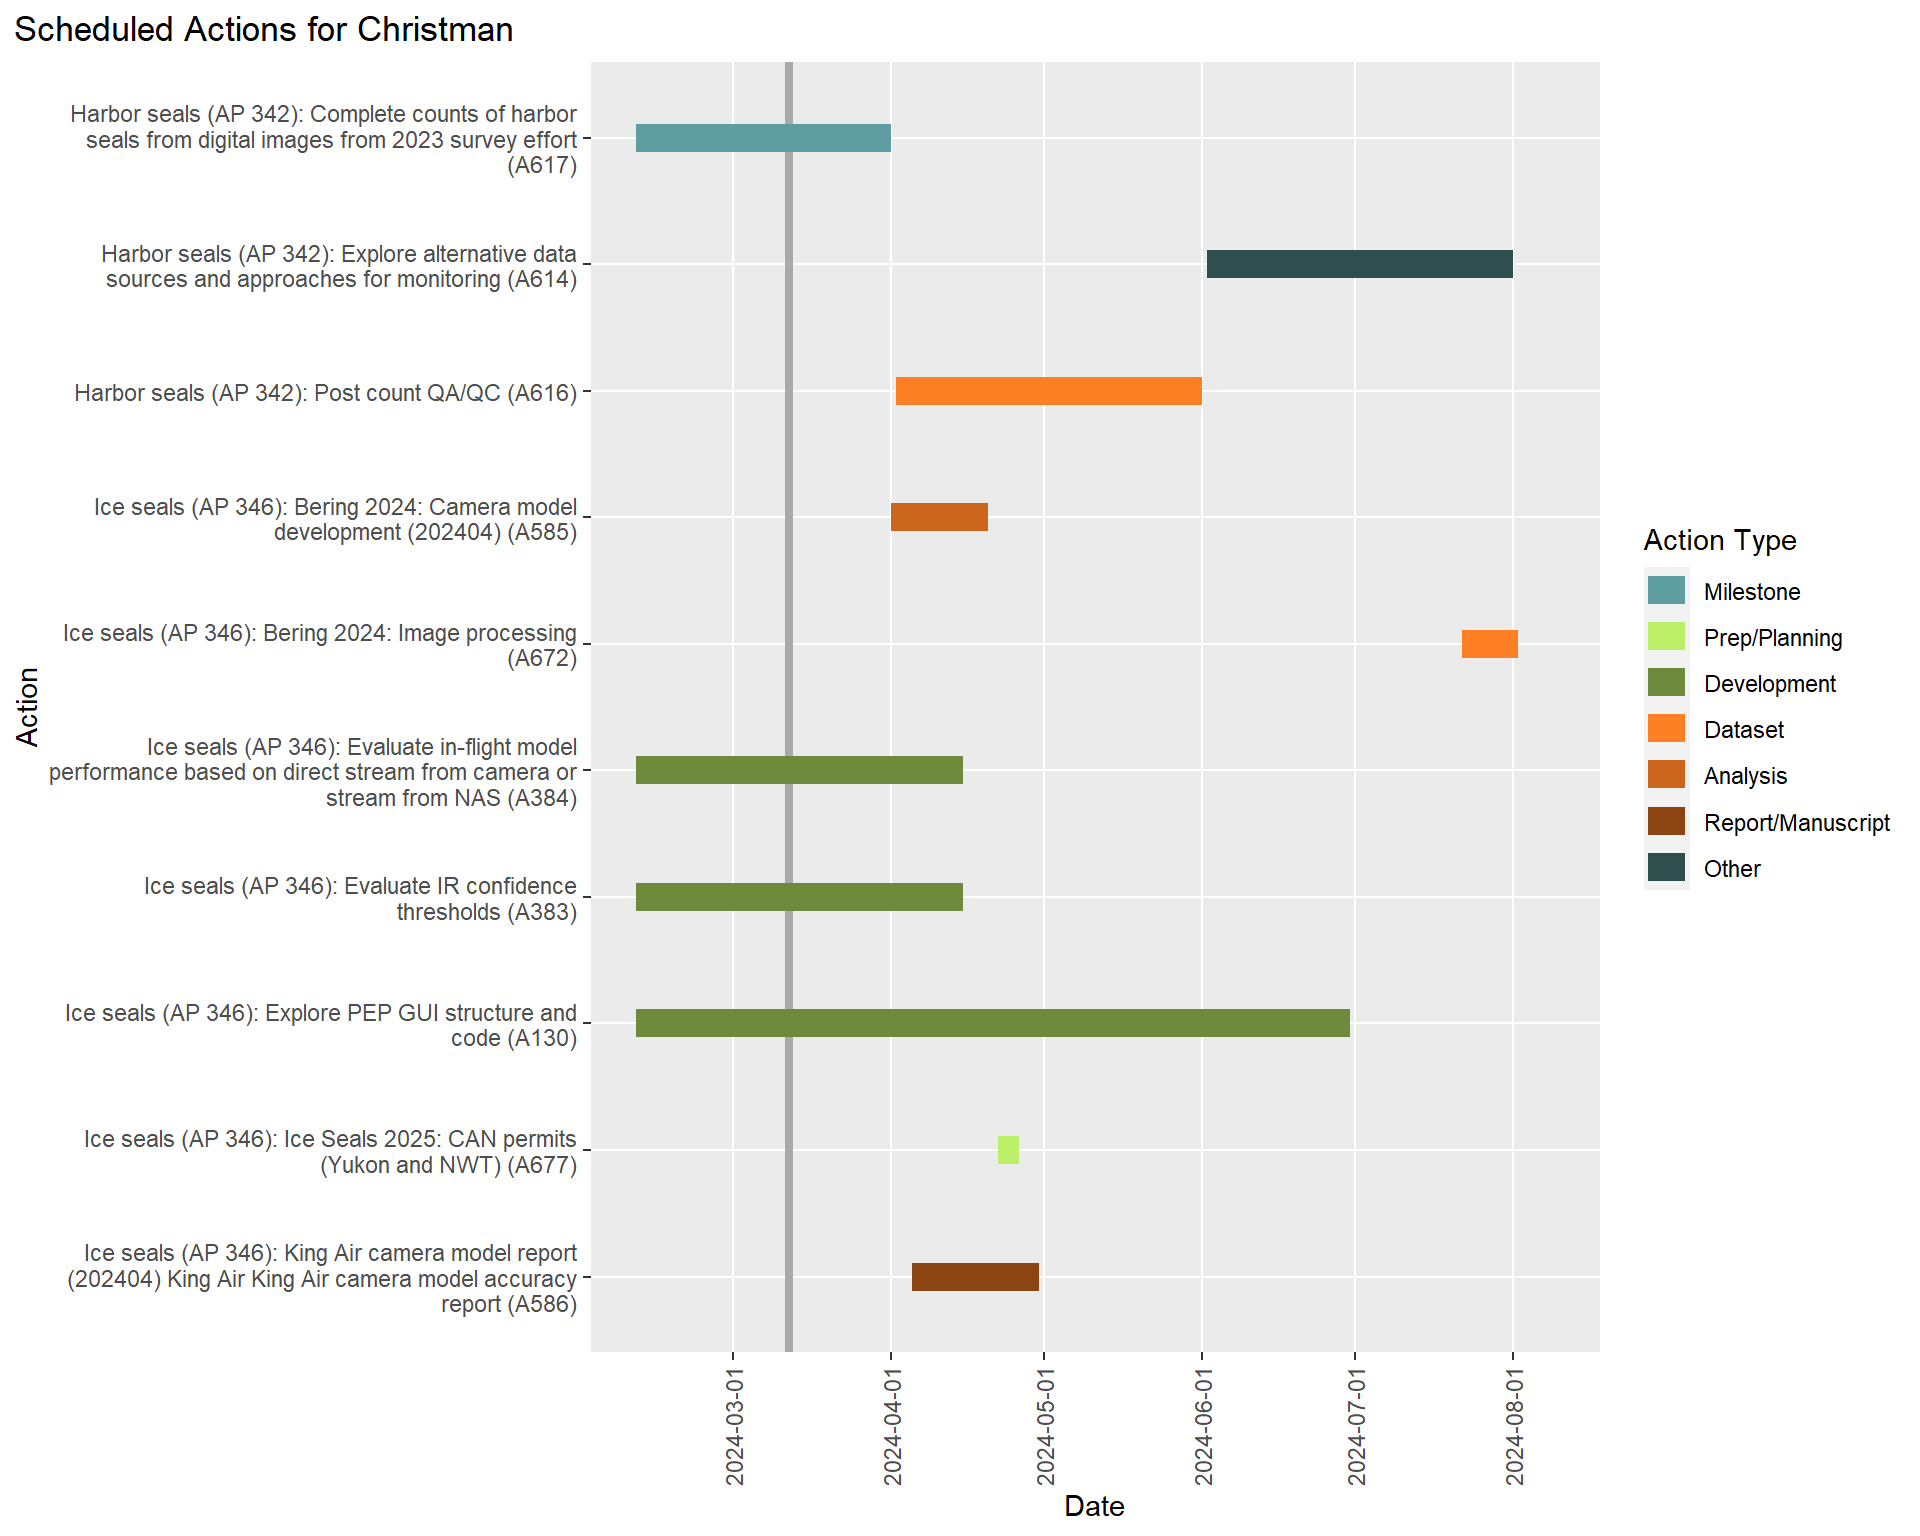 Scheduled Actions for Christman
Harbor seals (AP 342): Complete counts of harbor
seals from digital images from 2023 survey effort
(A617)
Harbor seals (AP 342): Explore alternative data
sources and approaches for monitoring (A614)
Harbor seals (AP 342): Post count QA/QC (A616)
Ice seals (AP 346): Bering 2024: Camera model
development (202404) (A585)
Ice seals (AP 346): Bering 2024: Image processing
(A672)
Ice seals (AP 346): Evaluate in-flight model
performance based on direct stream from camera or
stream from NAS (A384)
Ice seals (AP 346): Evaluate IR confidence
thresholds (A383)
Ice seals (AP 346): Explore PEP GUI structure and
code (A130)
Ice seals (AP 346): Ice Seals 2025: CAN permits
(Yukon and NWT) (A677)
Ice seals (AP 346): King Air camera model report
(202404) King Air King Air camera model accuracy
report (A586)
Action
2024-03-01
2024-04-01
2024-05-01
2024-06-01
2024-07-01
2024-08-01
Date
Action Type
Milestone
Prep/Planning
Development
Dataset
Analysis
Report/Manuscript
Other